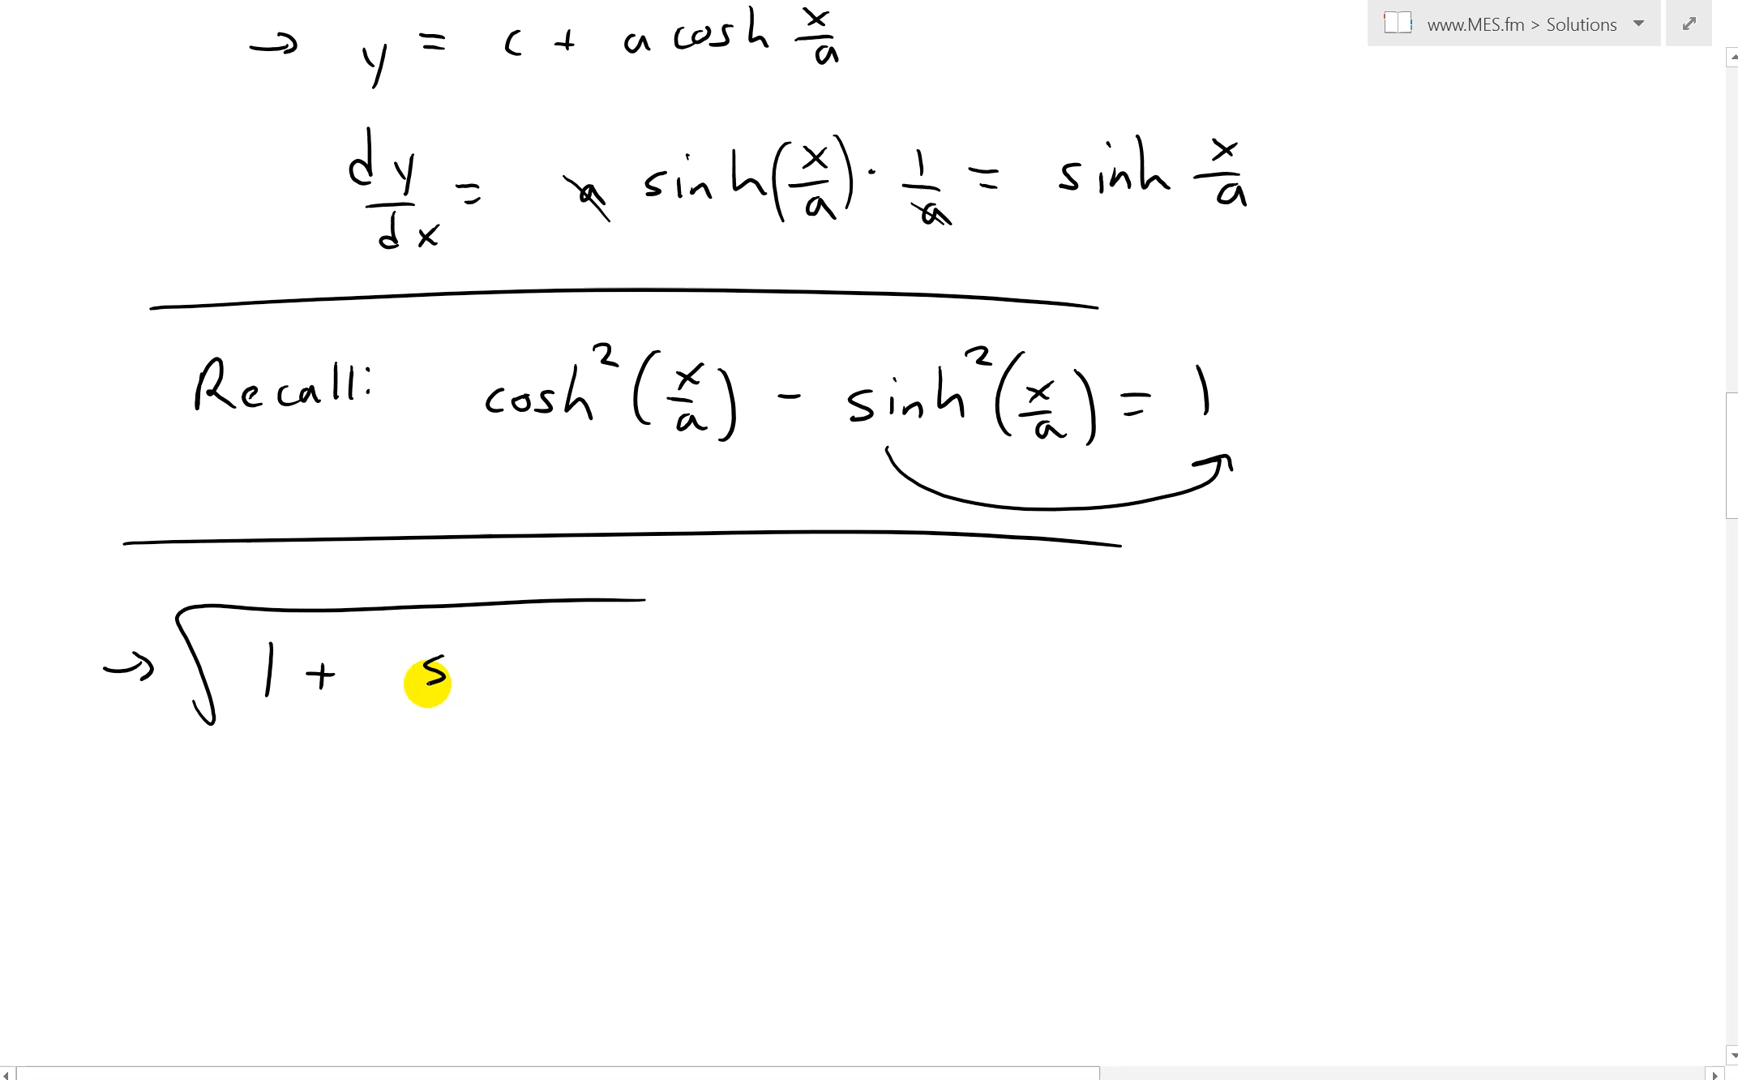 www.MES.fm > Solutions
→ y = c + a cosh x/a
dy/dx = a sinh(x/a) · 1/a = sinh x/a
Recall: cosh²(x/a) - sinh²(x/a) = 1
→ √(1 + s